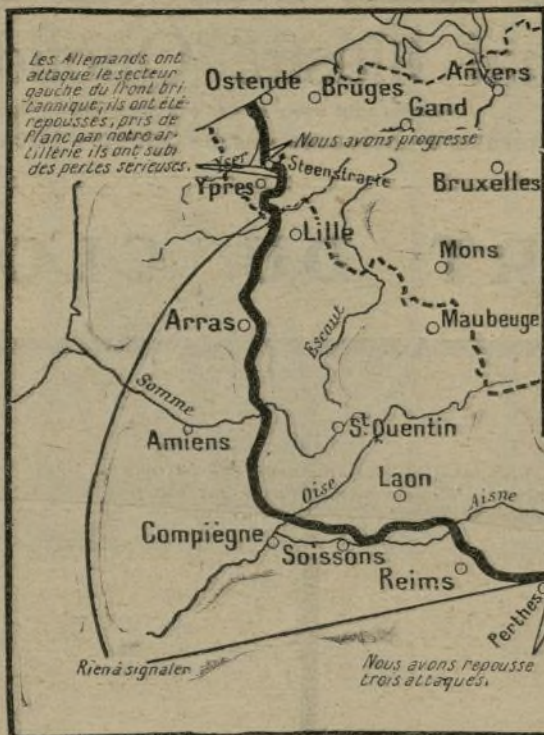 Les Allemands ont
attaque le secteur
gauche du front bri-
tannique; ils ont été
repoussés, pris de
flanc par notre ar-
tillerie ils ont subi
des pertes sérieuses.
Ostende
Bruges
Anvers
Gand
Nous avons progresse
Yser
Steenstraete
Ypres
Bruxelles
Lille
Mons
Arras
Escaut
Maubeuge
Somme
Amiens
St Quentin
Oise
Laon
Aisne
Compiègne
Soissons
Reims
Perthes
Rien à signaler
Nous avons repousse
trois attaques.